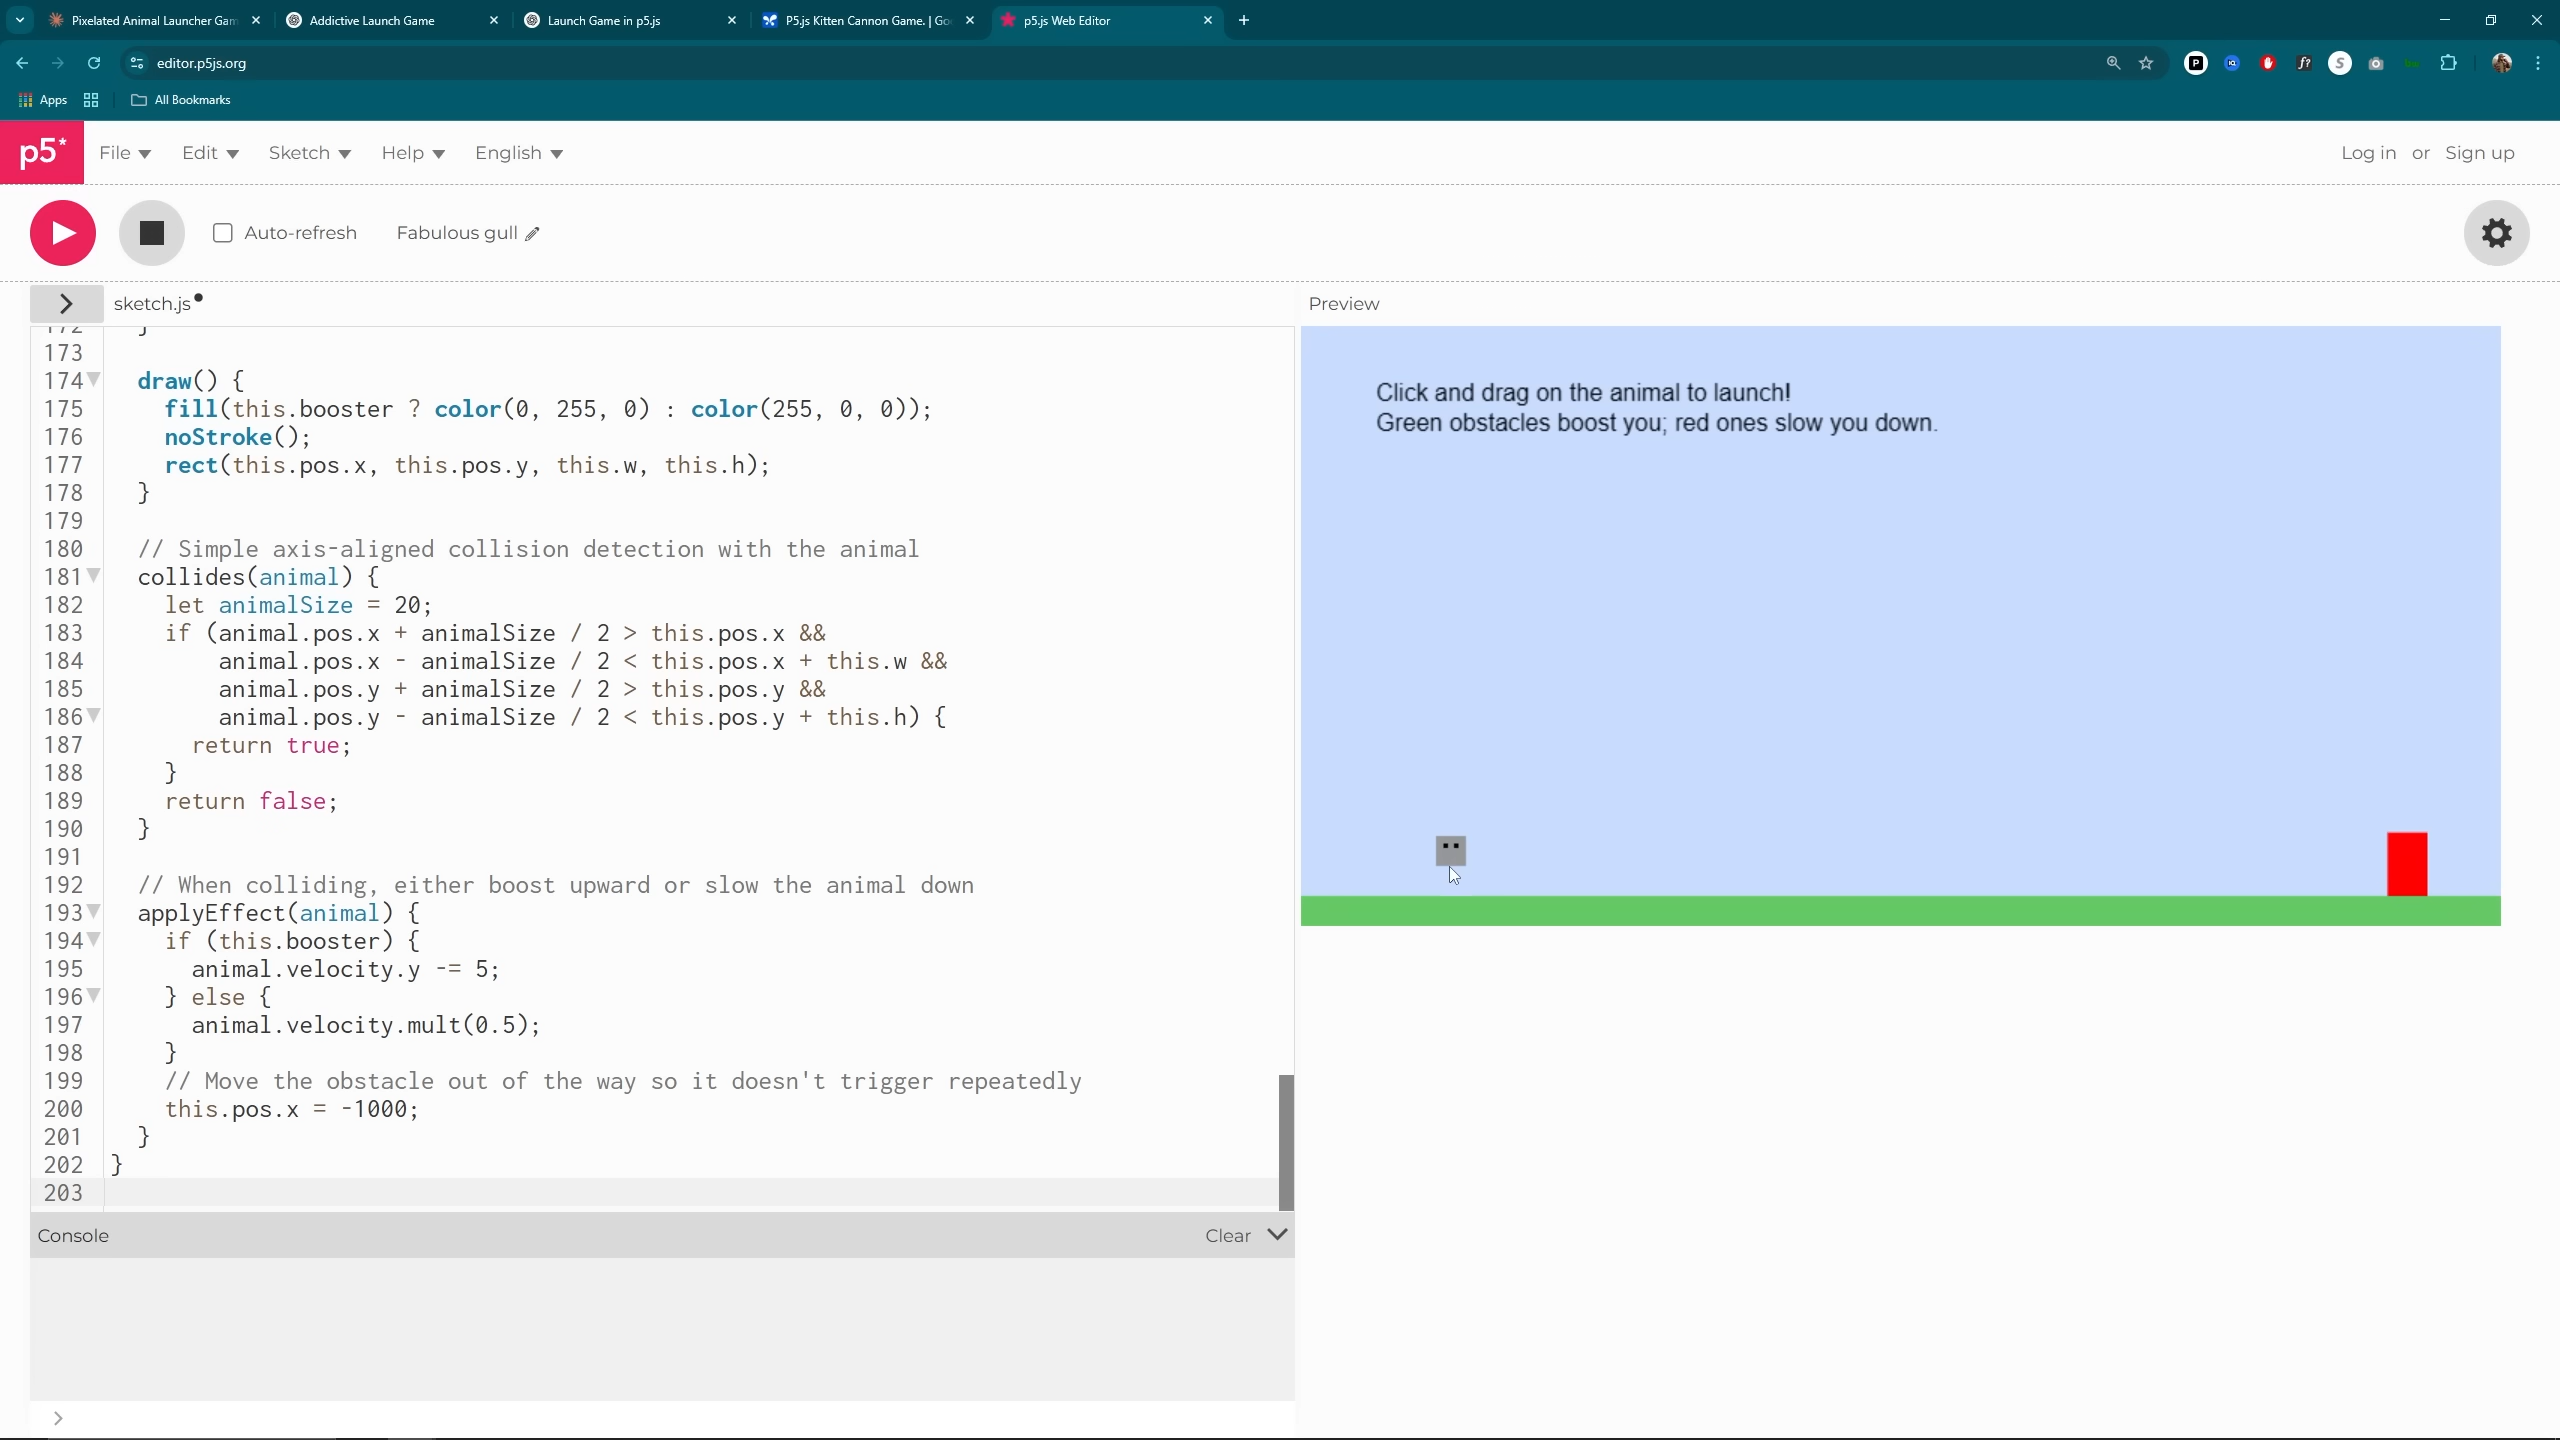 Pixelated Animal Launcher Gam
Addictive Launch Game
Launch Game in p5.js
P5.js Kitten Cannon Game. | Go
p5.js Web Editor
editor.p5js.org
Apps
All Bookmarks
p5*
File
Edit
Sketch
Help
English
Log in or Sign up
Auto-refresh
Fabulous gull
sketch.js
Preview
172 }
173
174 draw() {
175 fill(this.booster ? color(0, 255, 0) : color(255, 0, 0));
176 noStroke();
177 rect(this.pos.x, this.pos.y, this.w, this.h);
178 }
179
180 // Simple axis-aligned collision detection with the animal
181 collides(animal) {
182 let animalSize = 20;
183 if (animal.pos.x + animalSize / 2 > this.pos.x &&
184 animal.pos.x - animalSize / 2 < this.pos.x + this.w &&
185 animal.pos.y + animalSize / 2 > this.pos.y &&
186 animal.pos.y - animalSize / 2 < this.pos.y + this.h) {
187 return true;
188 }
189 return false;
190 }
191
192 // When colliding, either boost upward or slow the animal down
193 applyEffect(animal) {
194 if (this.booster) {
195 animal.velocity.y -= 5;
196 } else {
197 animal.velocity.mult(0.5);
198 }
199 // Move the obstacle out of the way so it doesn't trigger repeatedly
200 this.pos.x = -1000;
201 }
202 }
203
Console
Clear
Click and drag on the animal to launch!
Green obstacles boost you; red ones slow you down.